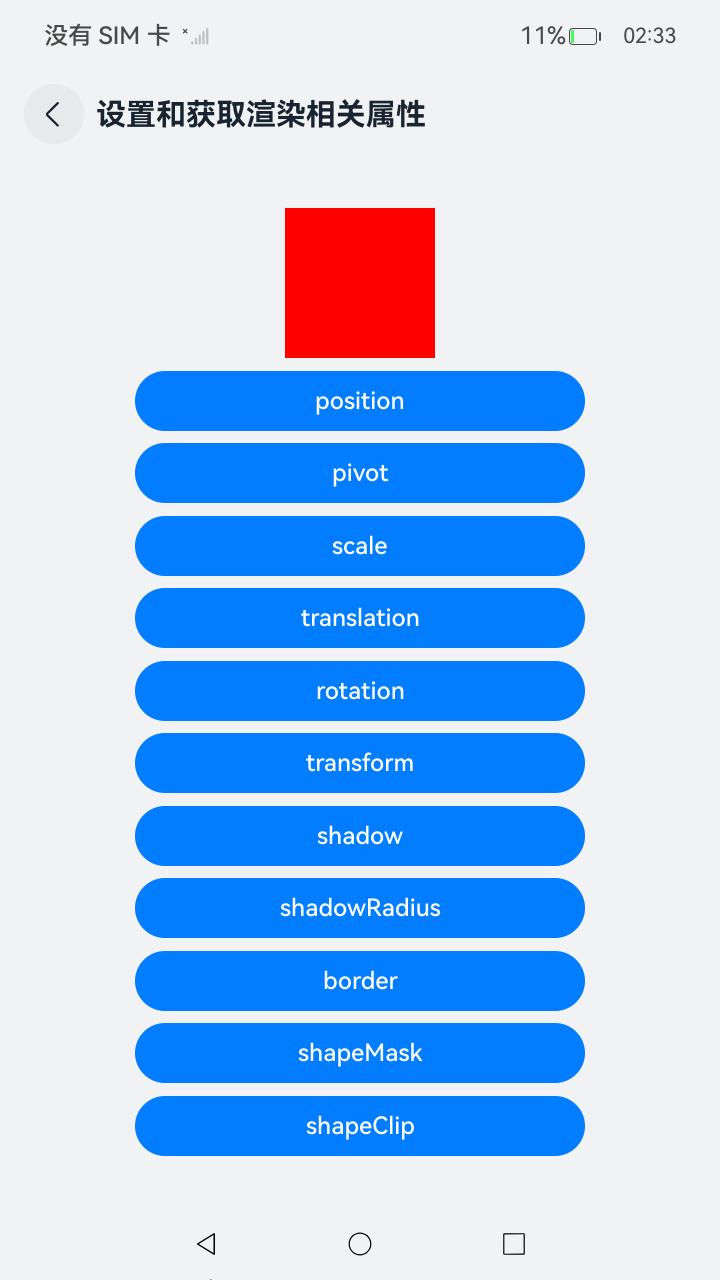 没有 SIM 卡
11%
02:33
设置和获取渲染相关属性
position
pivot
scale
translation
rotation
transform
shadow
shadowRadius
border
shapeMask
shapeClip